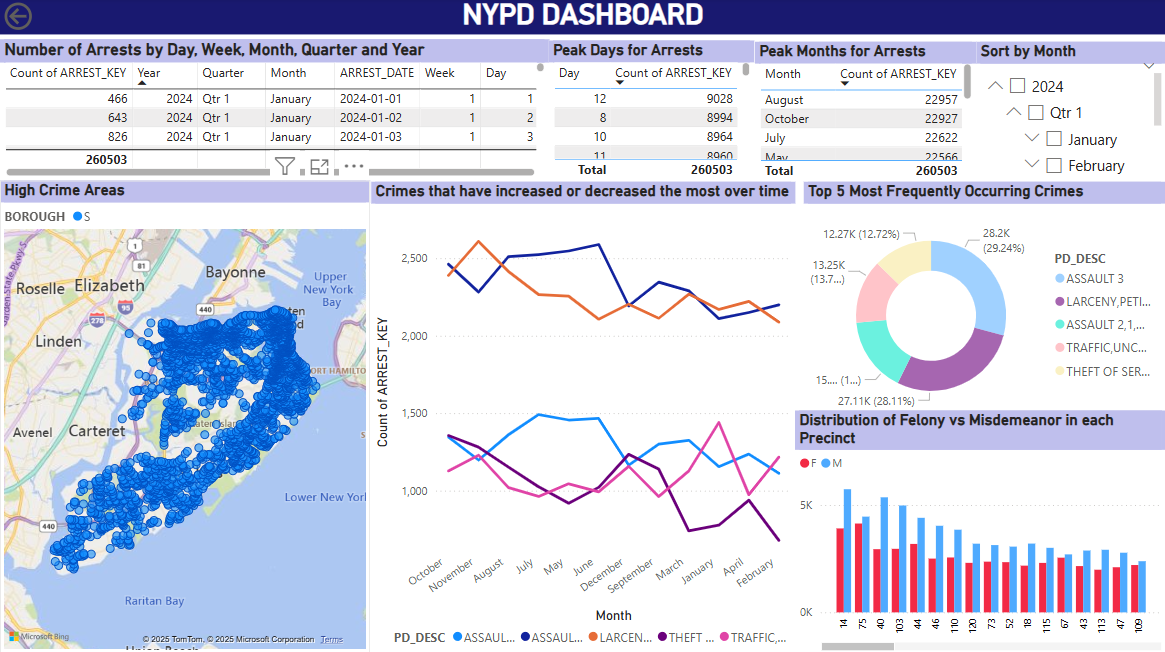 NYPD DASHBOARD
Number of Arrests by Day, Week, Month, Quarter and Year
Count of ARREST_KEY Year Quarter Month ARREST_DATE Week Day
466 2024 Qtr 1 January 2024-01-01 1 1
643 2024 Qtr 1 January 2024-01-02 1 2
826 2024 Qtr 1 January 2024-01-03 1 3
260503
Peak Days for Arrests
Day Count of ARREST_KEY
12 9028
8 8994
10 8964
11 8960
Total 260503
Peak Months for Arrests
Month Count of ARREST_KEY
August 22957
October 22927
July 22622
May 22566
Total 260503
Sort by Month
2024
Qtr 1
January
February
High Crime Areas
BOROUGH S
1
81
Bayonne
Upper
New York
Bay
Roselle Elizabeth
Garden State Pkwy S.
95
278
440
Linden
Avenel Carteret
Lower New Yor
440
Raritan Bay
Microsoft Bing
© 2025 TomTom, © 2025 Microsoft Corporation Terms
Crimes that have increased or decreased the most over time
Count of ARREST_KEY
2,500
2,000
1,500
1,000
October
November
August
July
May
June
December
September
March
January
April
February
Month
PD_DESC ASSAUL... ASSAUL... LARCEN... THEFT ... TRAFFIC,...
Top 5 Most Frequently Occurring Crimes
12.27K (12.72%)
28.2K
(29.24%)
13.25K
(13.7...)
15.... (1...)
27.11K (28.11%)
PD_DESC
ASSAULT 3
LARCENY,PETI...
ASSAULT 2,1,...
TRAFFIC,UNC...
THEFT OF SER...
Distribution of Felony vs Misdemeanor in each
Precinct
F M
5K
0K
14 75 40 103 44 46 110 120 73 52 18 115 67 43 113 47 109